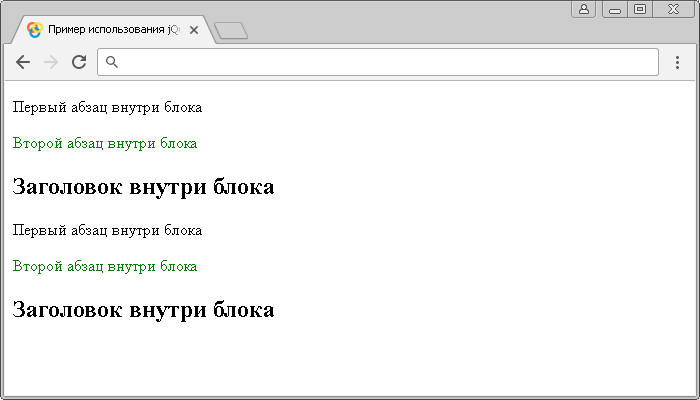 Пример использования jQ
Первый абзац внутри блока
Второй абзац внутри блока
Заголовок внутри блока
Первый абзац внутри блока
Второй абзац внутри блока
Заголовок внутри блока